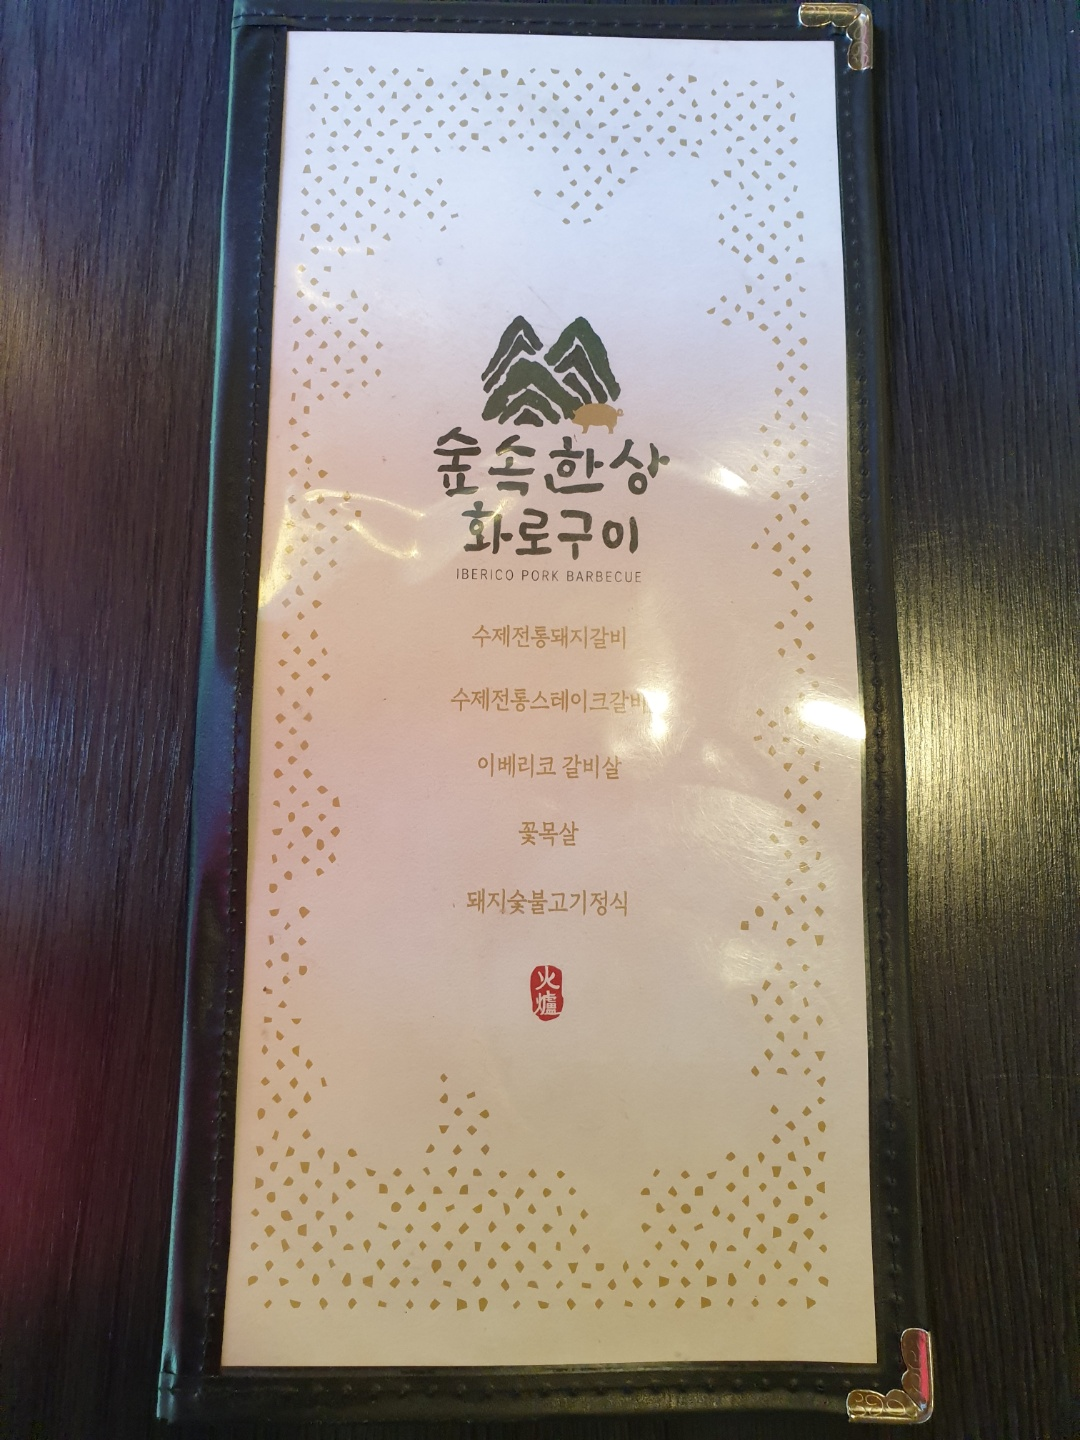 숲속한상
화로구이
IBERICO PORK BARBECUE
수제전통돼지갈비
수제전통스테이크갈비
이베리코 갈비살
꽃목살
돼지숯불고기정식
火
爐